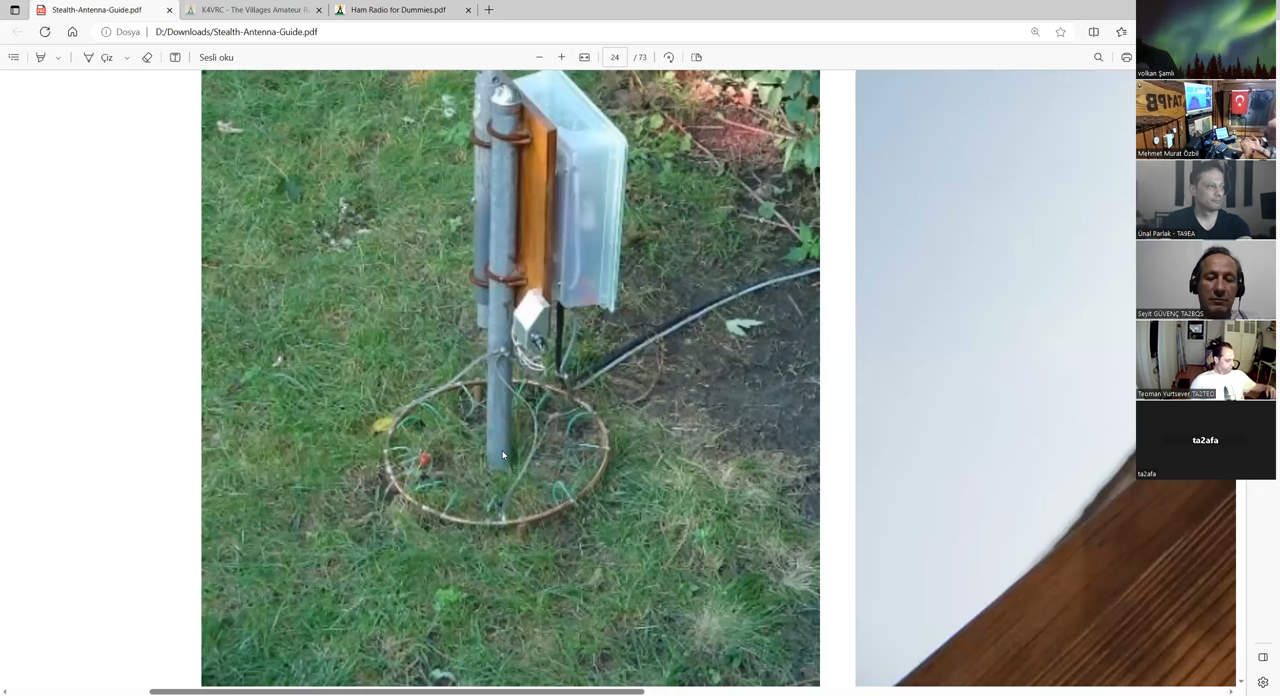 Stealth-Antenna-Guide.pdf
K4VRC - The Villages Amateur R
Ham Radio for Dummies.pdf
Dosya
D:/Downloads/Stealth-Antenna-Guide.pdf
Çiz
Sesli oku
24
/ 73
volkan Şamlı
TA1PB
Mehmet Murat Özbil
Ünal Parlak - TA9EA
Seyit GÜVENÇ TA2BQS
Teoman Yurtsever TA2TED
ta2afa
ta2afa